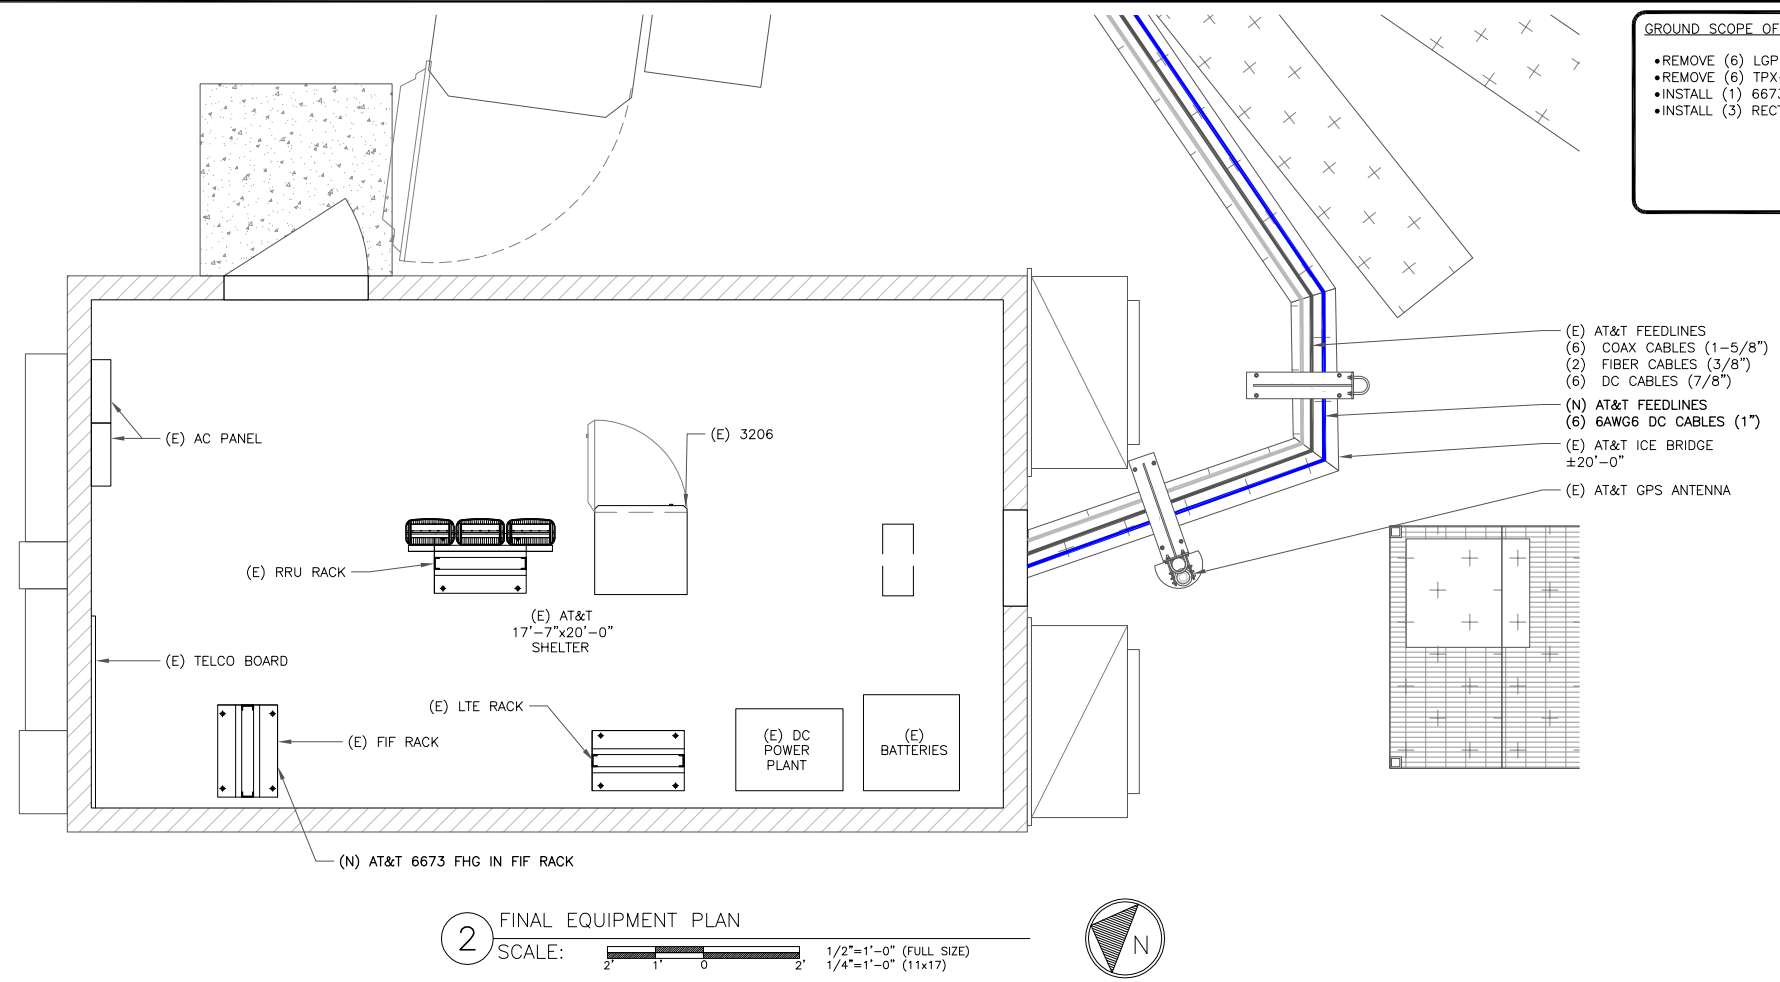 GROUND SCOPE OF
•REMOVE (6) LGP
•REMOVE (6) TPX-
•INSTALL (1) 6673
•INSTALL (3) RECT
(E) AT&T FEEDLINES
(6) COAX CABLES (1-5/8")
(2) FIBER CABLES (3/8")
(6) DC CABLES (7/8")
(N) AT&T FEEDLINES
(6) 6AWG6 DC CABLES (1")
(E) AT&T ICE BRIDGE
±20'-0"
(E) AT&T GPS ANTENNA
(E) AC PANEL
(E) 3206
(E) RRU RACK
(E) AT&T
17'-7"x20'-0"
SHELTER
(E) TELCO BOARD
(E) LTE RACK
(E) FIF RACK
(E) DC
POWER
PLANT
(E)
BATTERIES
(N) AT&T 6673 FHG IN FIF RACK
2
FINAL EQUIPMENT PLAN
SCALE:
2' 1' 0 2'
1/2"=1'-0" (FULL SIZE)
1/4"=1'-0" (11x17)
N